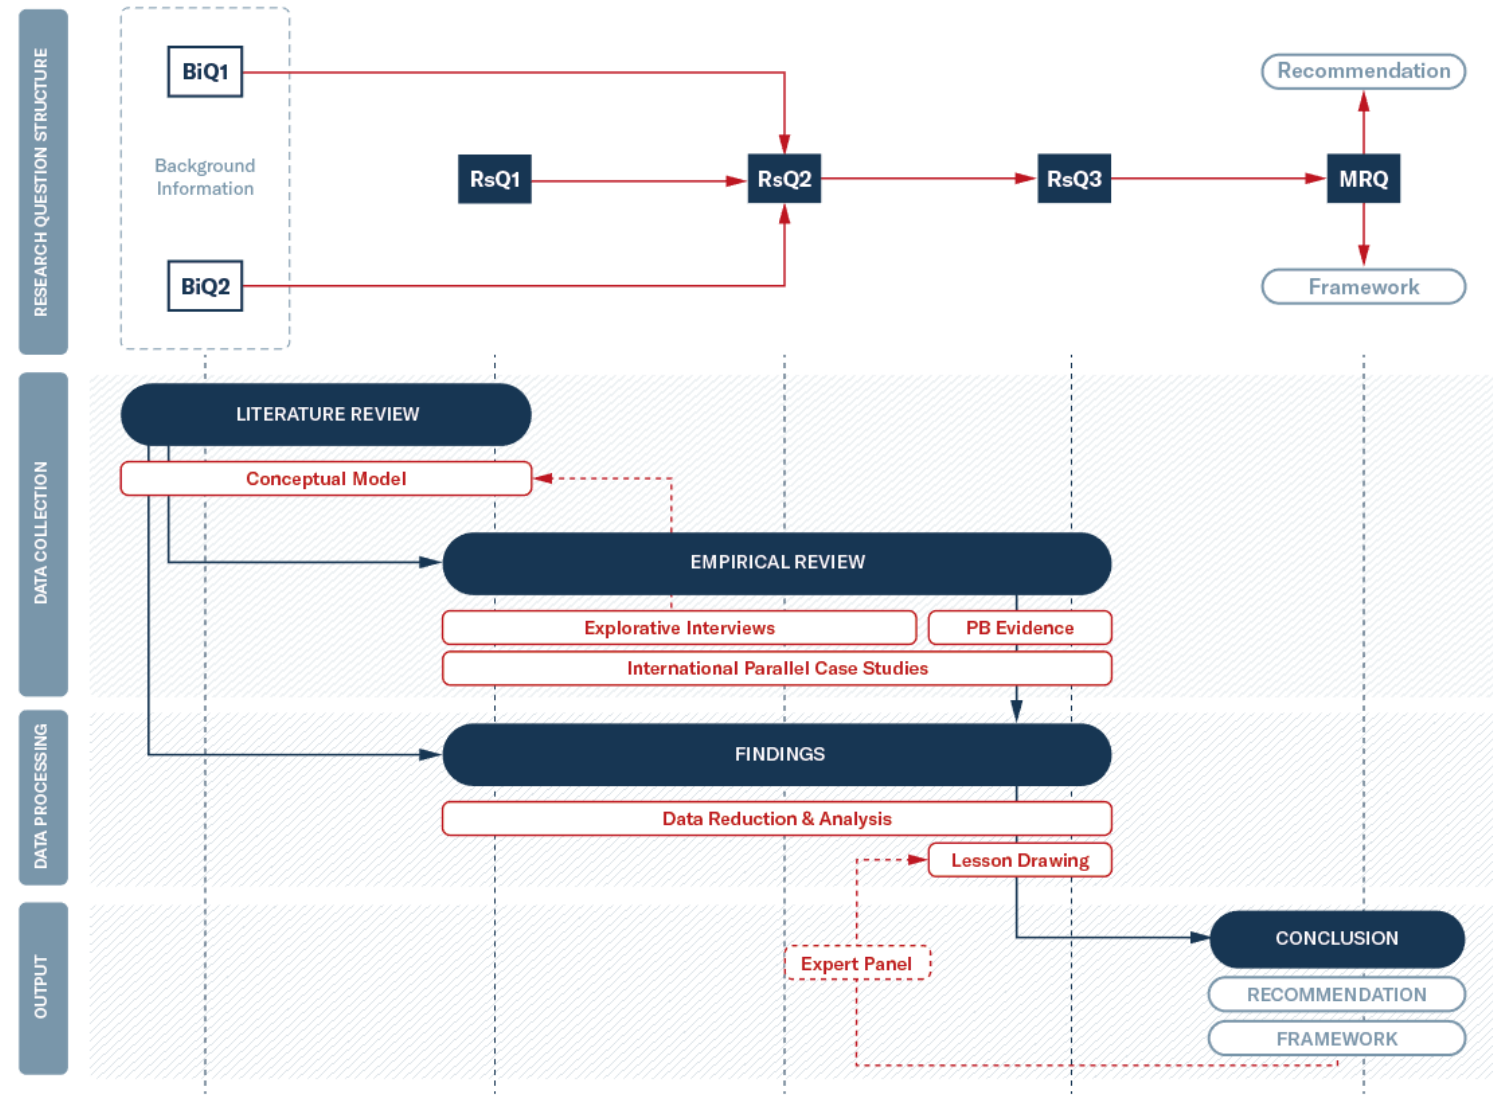 RESEARCH QUESTION STRUCTURE
BiQ1
Background
Information
BiQ2
RsQ1
RsQ2
RsQ3
MRQ
Recommendation
Framework
DATA COLLECTION
LITERATURE REVIEW
Conceptual Model
EMPIRICAL REVIEW
Explorative Interviews
PB Evidence
International Parallel Case Studies
DATA PROCESSING
FINDINGS
Data Reduction & Analysis
Lesson Drawing
OUTPUT
Expert Panel
CONCLUSION
RECOMMENDATION
FRAMEWORK